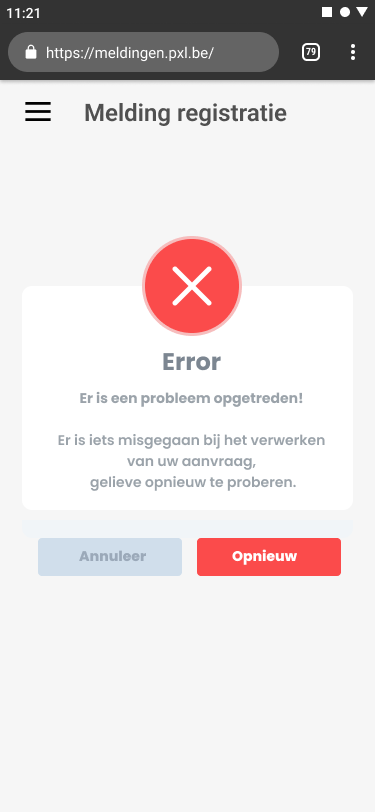 11:21
https://meldingen.pxl.be/
79
Melding registratie
Error
Er is een probleem opgetreden!
Er is iets misgegaan bij het verwerken
van uw aanvraag,
gelieve opnieuw te proberen.
Annuleer
Opnieuw